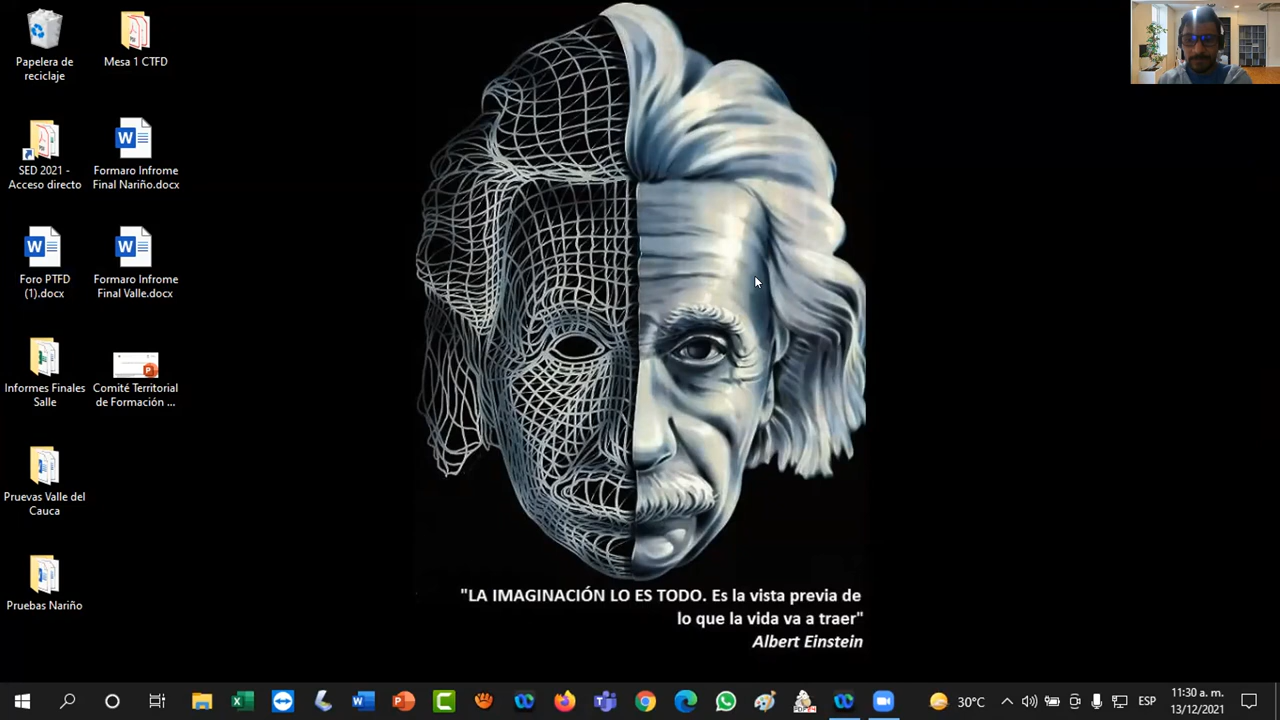 Papelera de
reciclaje
Mesa 1 CTFD
SED 2021 -
Acceso directo
Formaro Infrome
Final Nariño.docx
Foro PTFD
(1).docx
Formaro Infrome
Final Valle.docx
Informes Finales
Salle
Comité Territorial
de Formación ...
Pruevas Valle del
Cauca
Pruebas Nariño
"LA IMAGINACIÓN LO ES TODO. Es la vista previa de
lo que la vida va a traer"
Albert Einstein
30°C
ESP
11:30 a. m.
13/12/2021